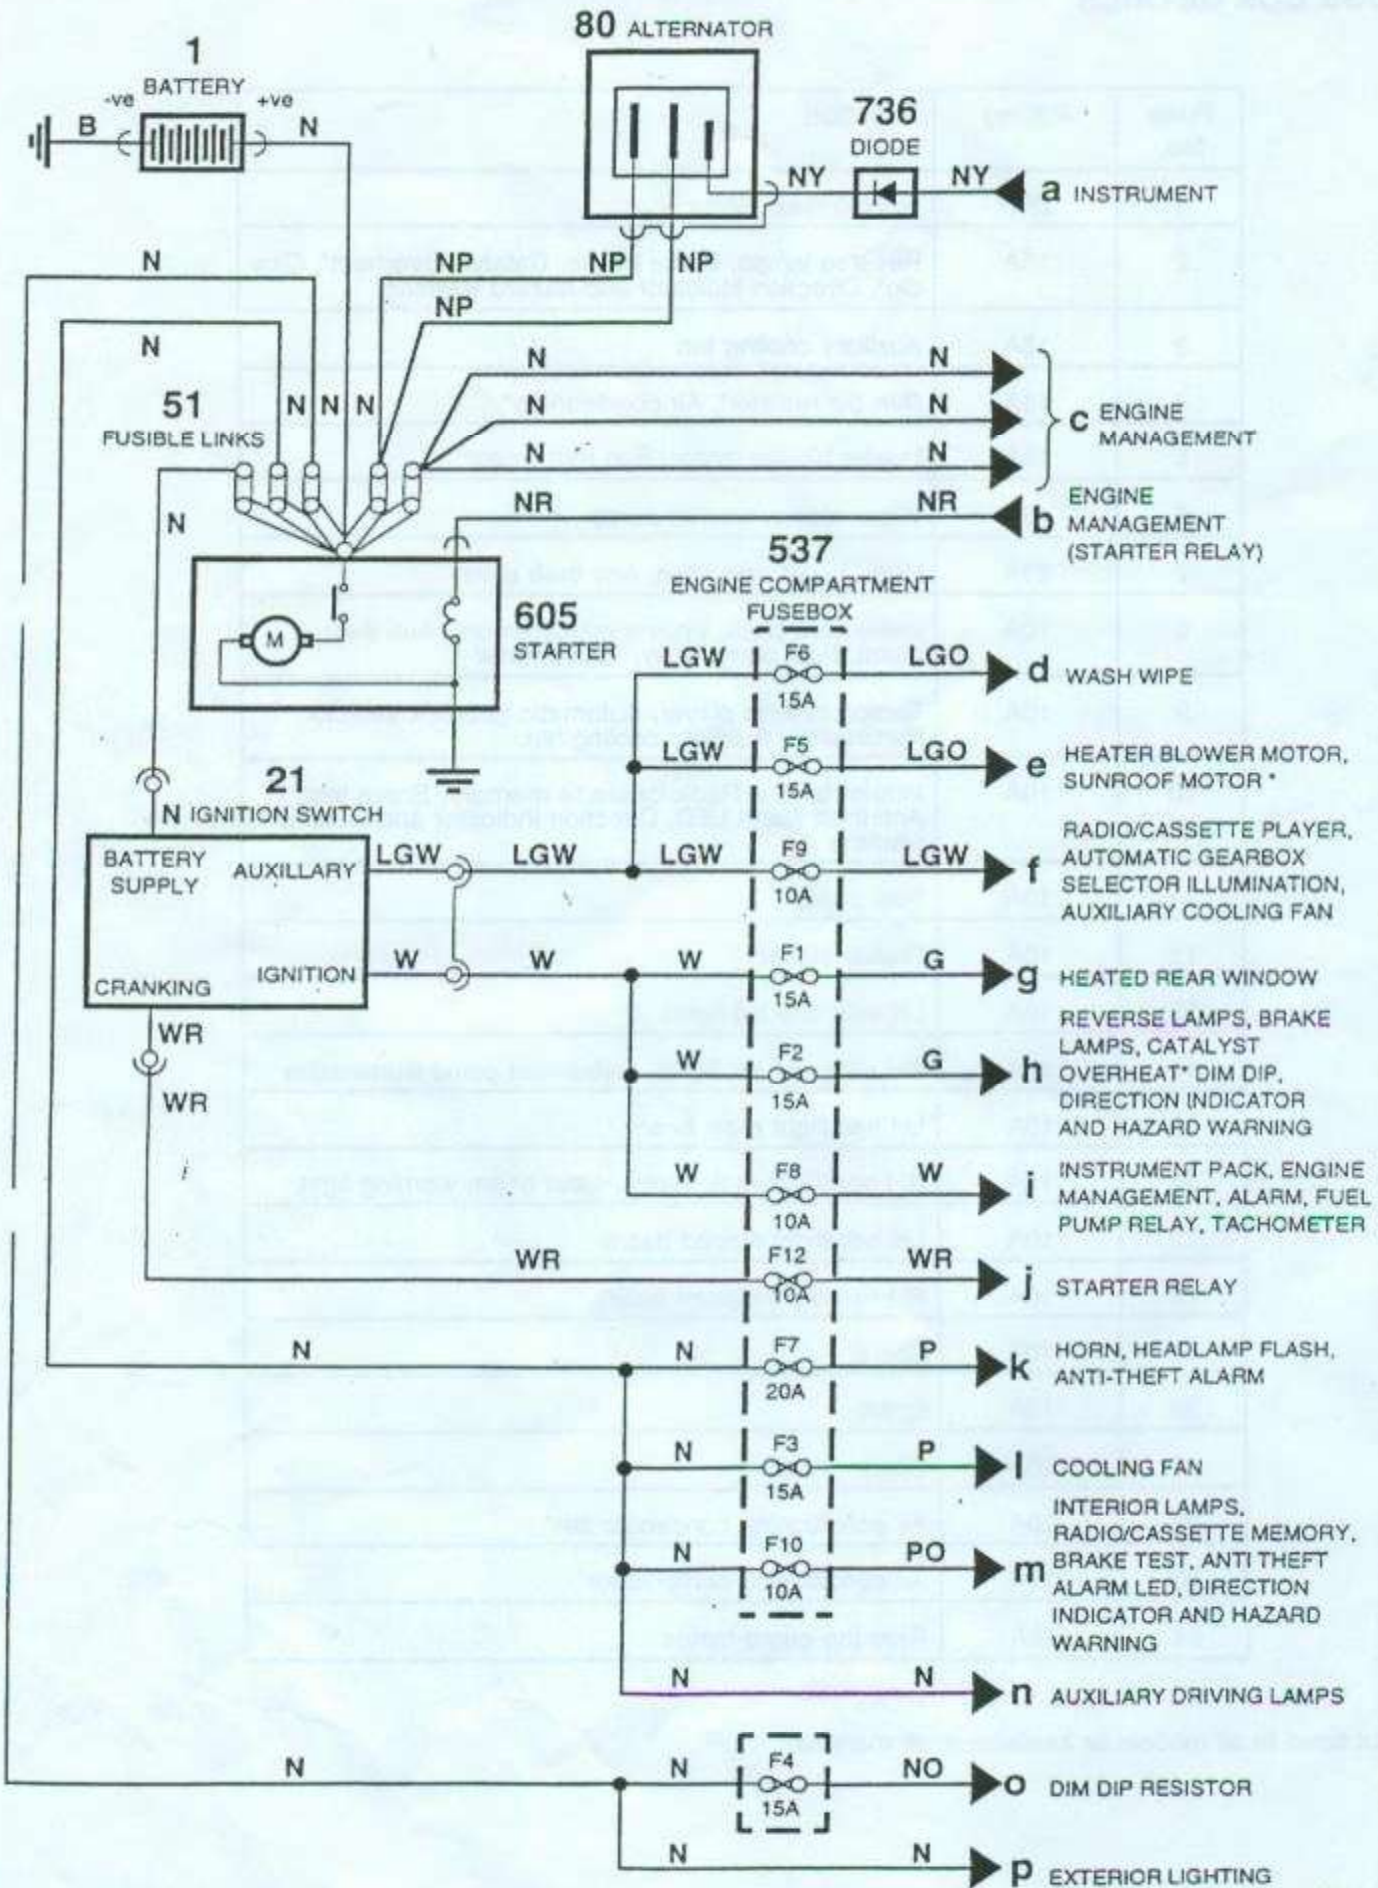 80 ALTERNATOR
1
BATTERY
-ve
+ve
B
N
736
DIODE
NY
NY
a INSTRUMENT
N
NP
NP
NP
N
NP
51
FUSIBLE LINKS
N
N
N
N
N
N
N
N
N
c ENGINE
MANAGEMENT
N
NR
NR
b ENGINE
MANAGEMENT
(STARTER RELAY)
537
ENGINE COMPARTMENT
FUSEBOX
M
605
STARTER
LGW
F6
15A
LGO
d WASH WIPE
LGW
F5
15A
LGO
e HEATER BLOWER MOTOR,
SUNROOF MOTOR *
21
N IGNITION SWITCH
BATTERY
SUPPLY
AUXILLARY
IGNITION
CRANKING
LGW
LGW
LGW
F9
10A
LGW
f RADIO/CASSETTE PLAYER,
AUTOMATIC GEARBOX
SELECTOR ILLUMINATION,
AUXILIARY COOLING FAN
W
W
W
F1
15A
G
g HEATED REAR WINDOW
WR
WR
W
F2
15A
G
h REVERSE LAMPS, BRAKE
LAMPS, CATALYST
OVERHEAT* DIM DIP,
DIRECTION INDICATOR
AND HAZARD WARNING
W
F8
10A
W
i INSTRUMENT PACK, ENGINE
MANAGEMENT, ALARM, FUEL
PUMP RELAY, TACHOMETER
WR
F12
10A
WR
j STARTER RELAY
N
N
F7
20A
P
k HORN, HEADLAMP FLASH,
ANTI-THEFT ALARM
N
F3
15A
P
l COOLING FAN
N
F10
10A
PO
m INTERIOR LAMPS,
RADIO/CASSETTE MEMORY,
BRAKE TEST, ANTI THEFT
ALARM LED, DIRECTION
INDICATOR AND HAZARD
WARNING
N
N
n AUXILIARY DRIVING LAMPS
N
N
F4
15A
NO
o DIM DIP RESISTOR
N
N
p EXTERIOR LIGHTING